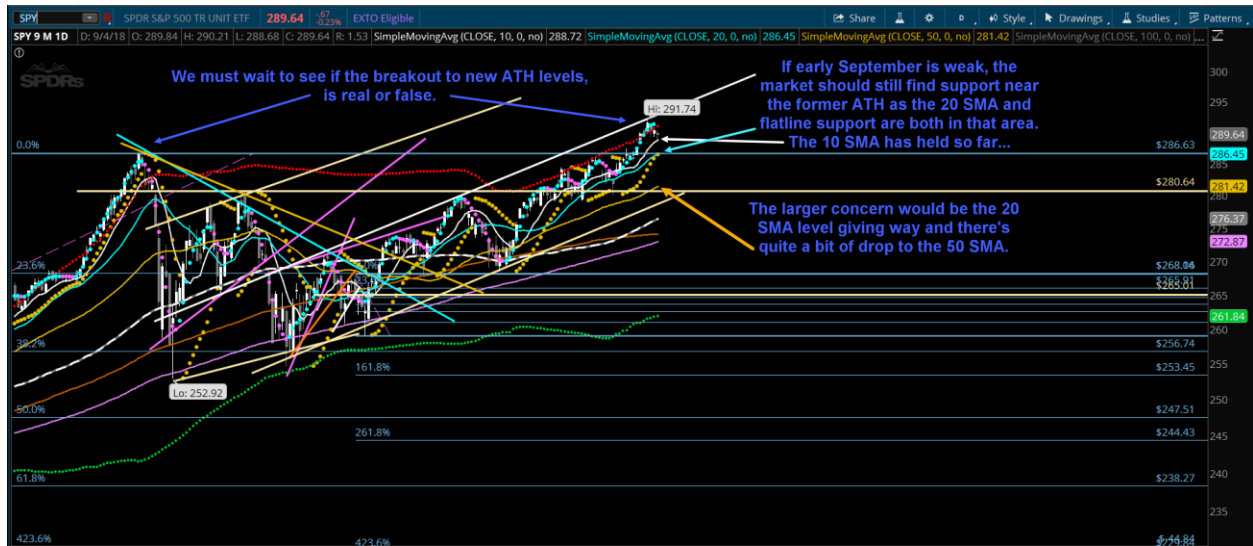 SPY
SPDR S&P 500 TR UNIT ETF
289.64
-.67
-0.23%
EXTO Eligible
Share
D
Style
Drawings
Studies
Patterns
SPY 9 M 1D D: 9/4/18 O: 289.84 H: 290.21 L: 288.68 C: 289.64 R: 1.53 SimpleMovingAvg (CLOSE, 10, 0, no) 288.72 SimpleMovingAvg (CLOSE, 20, 0, no) 286.45 SimpleMovingAvg (CLOSE, 50, 0, no) 281.42 SimpleMovingAvg (CLOSE, 100, 0, no) ...
SPDRs
We must wait to see if the breakout to new ATH levels,
is real or false.
If early September is weak, the
market should still find support near
the former ATH as the 20 SMA and
flatline support are both in that area.
The 10 SMA has held so far...
The larger concern would be the 20
SMA level giving way and there's
quite a bit of drop to the 50 SMA.
Hi: 291.74
Lo: 252.92
0.0%
23.6%
38.2%
50.0%
61.8%
423.6%
161.8%
261.8%
423.6%
$286.63
$280.64
$265.01
$256.74
$253.45
$247.51
$244.43
$238.27
300
295
289.64
286.45
285
281.42
280
276.37
275
272.87
270
265
261.84
260
255
250
245
240
235